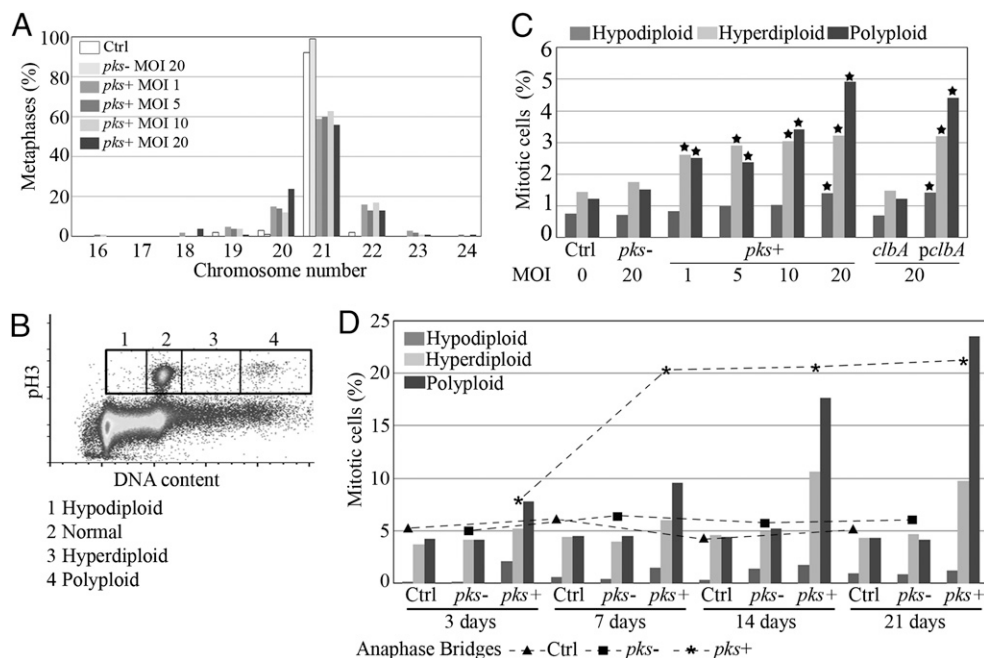 A
Metaphases (%)
100
80
60
40
20
0
Ctrl
pks- MOI 20
pks+ MOI 1
pks+ MOI 5
pks+ MOI 10
pks+ MOI 20
16 17 18 19 20 21 22 23 24
Chromosome number
B
1 2 3 4
pH3
DNA content
1 Hypodiploid
2 Normal
3 Hyperdiploid
4 Polyploid
C
Hypodiploid Hyperdiploid Polyploid
Mitotic cells (%)
6
5
4
3
2
1
0
Ctrl pks- pks+ clbA pclbA
MOI 0 20 1 5 10 20 20
D
Mitotic cells (%)
25
20
15
10
5
0
Hypodiploid
Hyperdiploid
Polyploid
Ctrl pks- pks+ Ctrl pks- pks+ Ctrl pks- pks+ Ctrl pks- pks+
3 days 7 days 14 days 21 days
Anaphase Bridges Ctrl pks- pks+